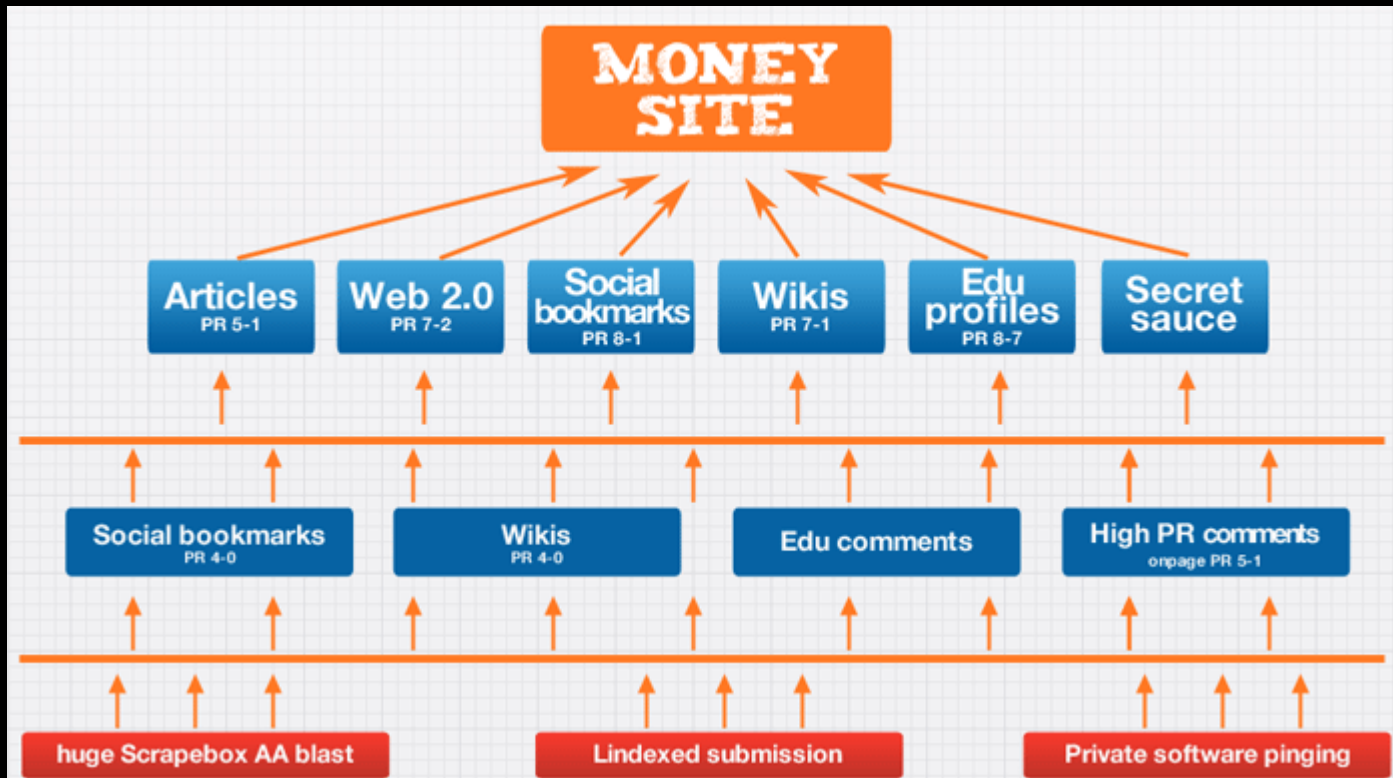 MONEY
SITE
Articles
PR 5-1
Web 2.0
PR 7-2
Social
bookmarks
PR 8-1
Wikis
PR 7-1
Edu
profiles
PR 8-7
Secret
sauce
Social bookmarks
PR 4-0
Wikis
PR 4-0
Edu comments
High PR comments
onpage PR 5-1
huge Scrapebox AA blast
Lindexed submission
Private software pinging